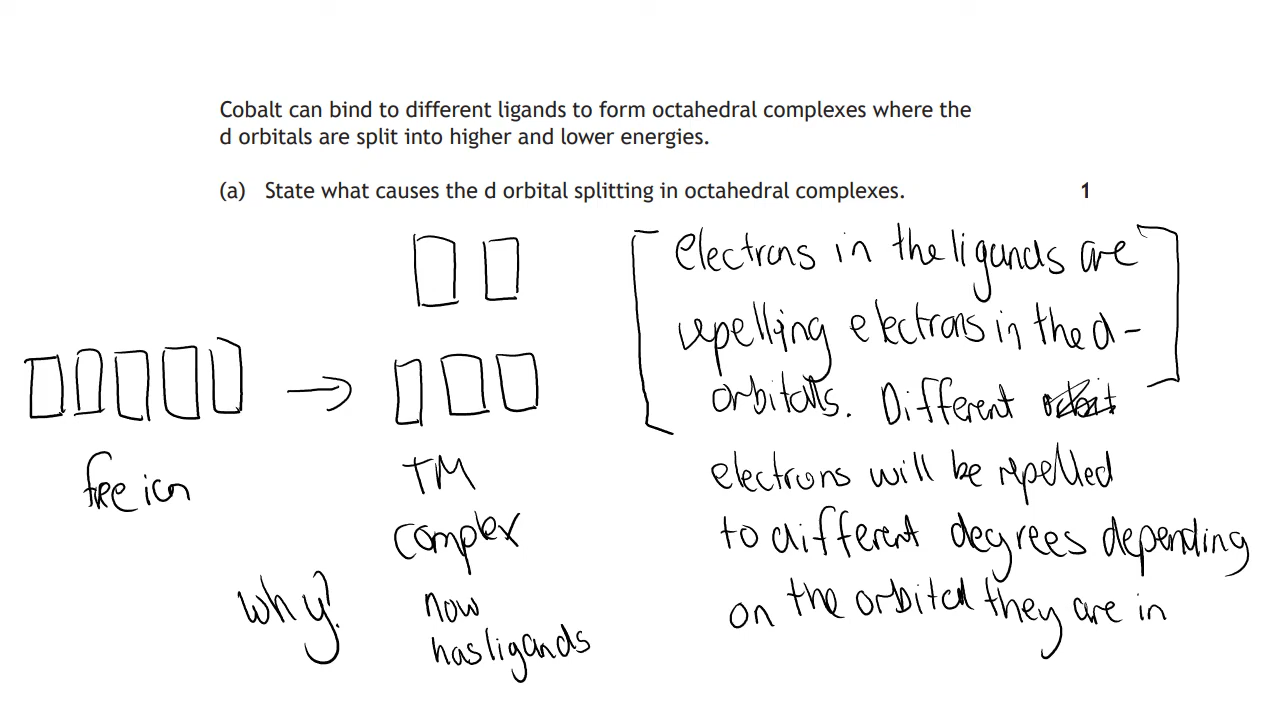 Cobalt can bind to different ligands to form octahedral complexes where the
d orbitals are split into higher and lower energies.
(a) State what causes the d orbital splitting in octahedral complexes. 1
electrons in the ligands are
repelling electrons in the d-
orbitals. Different
electrons will be repelled
to different degrees depending
on the orbital they are in
free ion
TM
complex
now
has ligands
why?